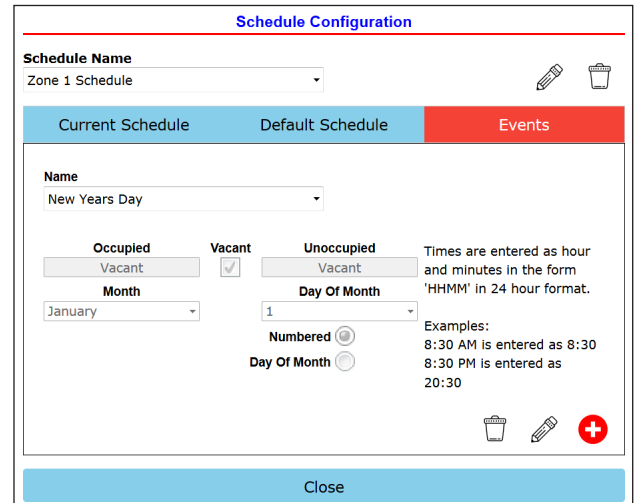 Schedule Configuration
Schedule Name
Zone 1 Schedule
Current Schedule
Default Schedule
Events
Name
New Years Day
Occupied
Vacant
Unoccupied
Vacant
Vacant
Month
Day Of Month
January
1
Numbered
Day Of Month
Times are entered as hour
and minutes in the form
'HHMM' in 24 hour format.
Examples:
8:30 AM is entered as 8:30
8:30 PM is entered as
20:30
Close